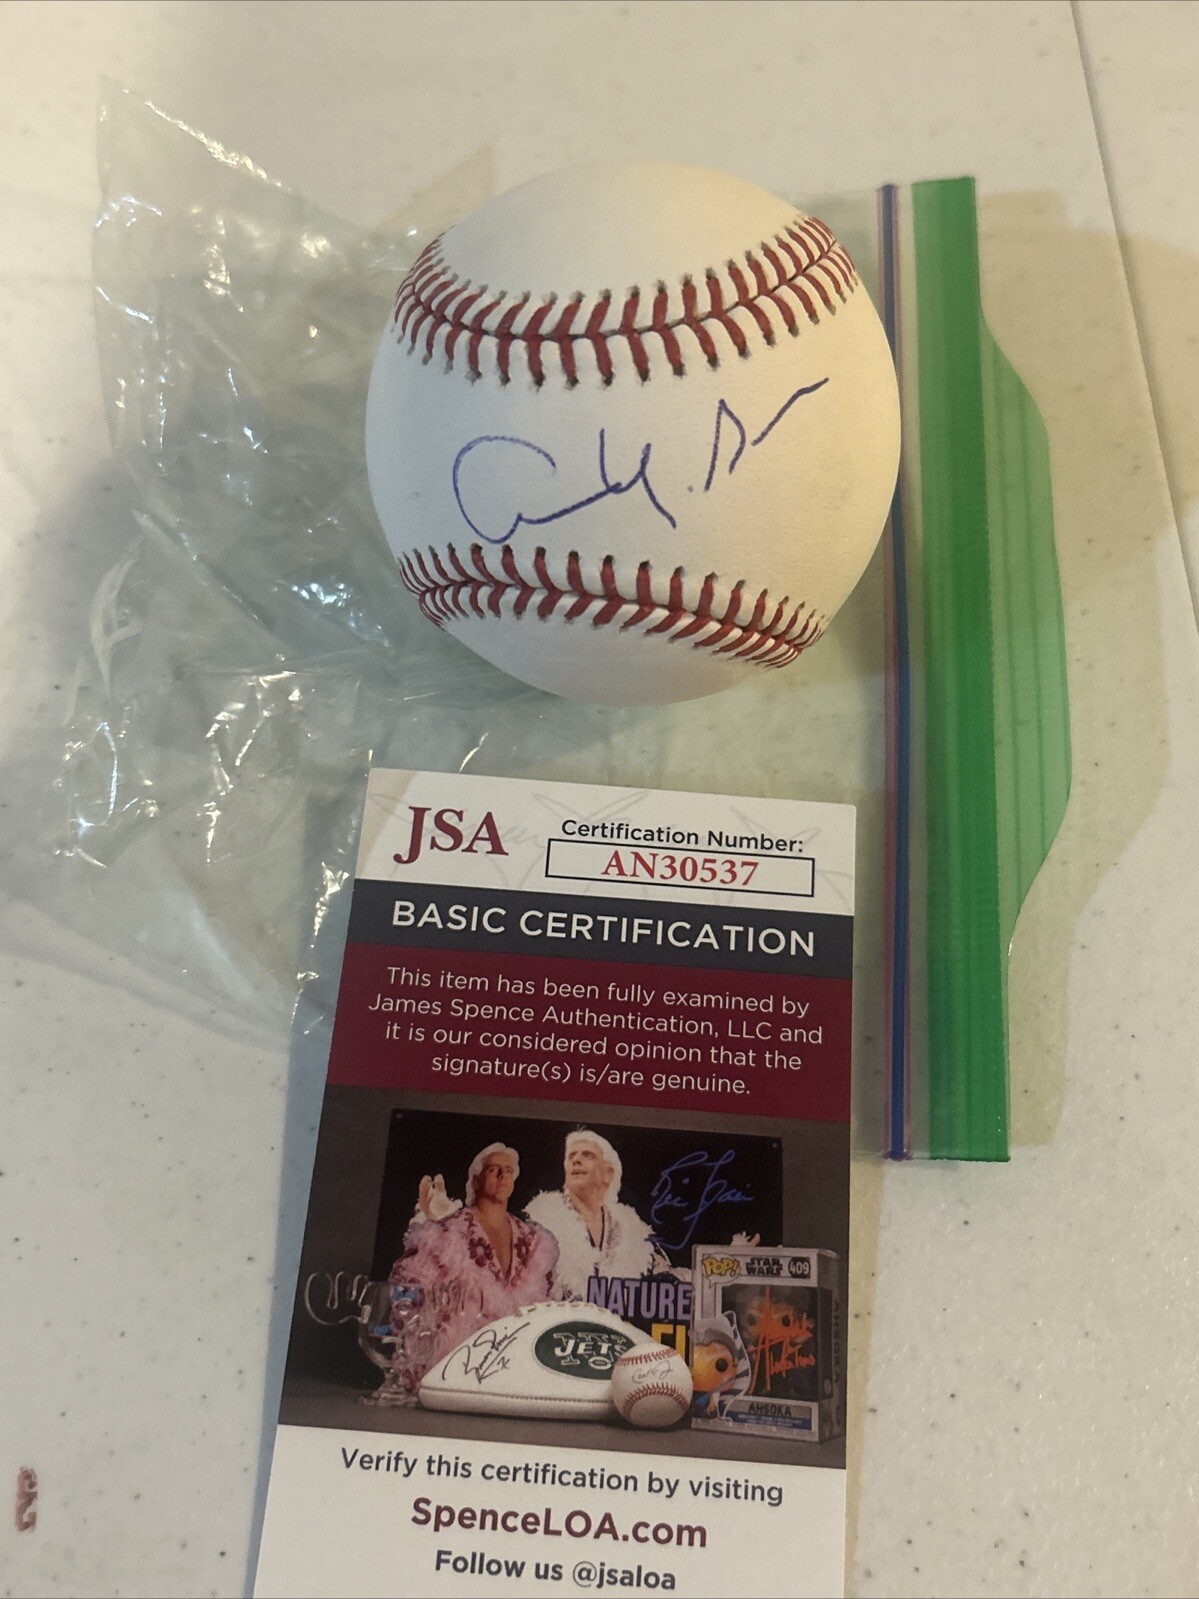 JSA
Certification Number:
AN30537
BASIC CERTIFICATION
This item has been fully examined by
James Spence Authentication, LLC and
it is our considered opinion that the
signature(s) is/are genuine.
NATURE
POP! STAR WARS 409
JETS
AHSOKA
Verify this certification by visiting
SpenceLOA.com
Follow us @jsaloa